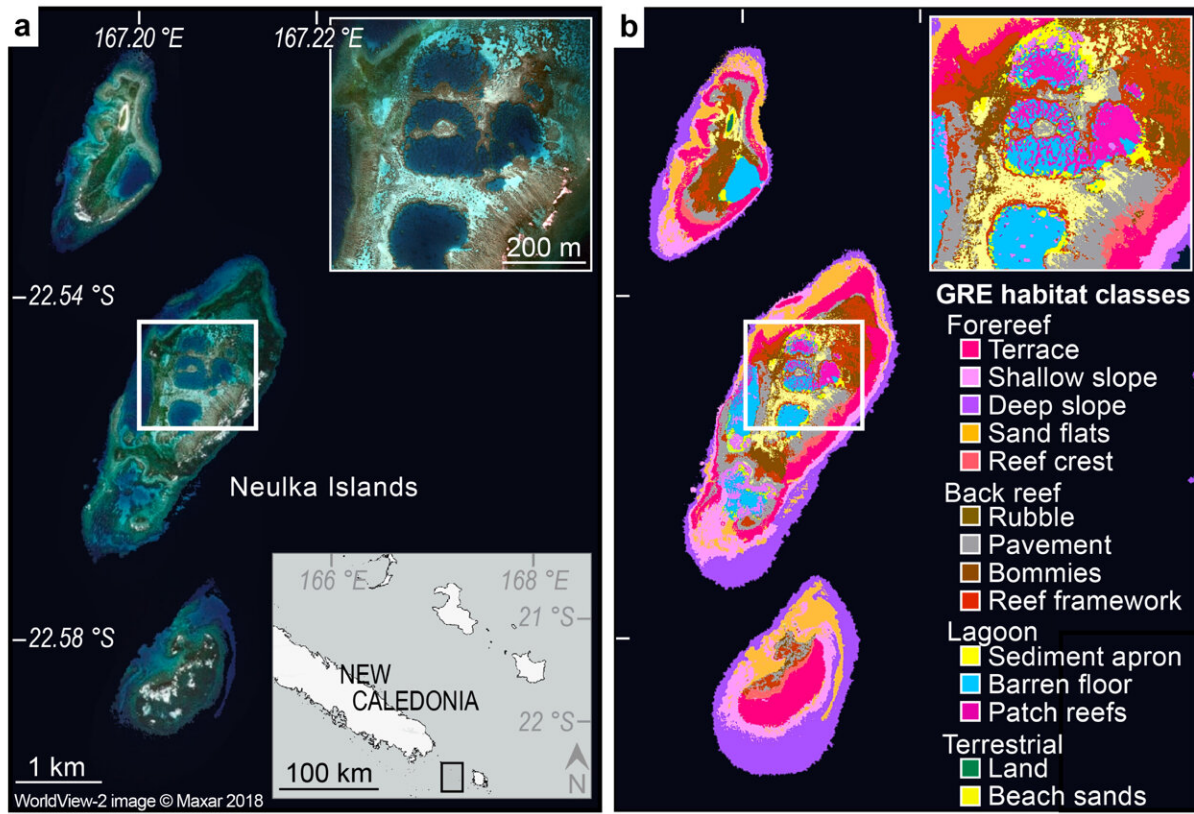 a
167.20 °E
167.22 °E
200 m
22.54 °S
Neulka Islands
22.58 °S
1 km
WorldView-2 image © Maxar 2018
166 °E
168 °E
21 °S
NEW
CALEDONIA
22 °S
100 km
N
b
GRE habitat classes
Forereef
Terrace
Shallow slope
Deep slope
Sand flats
Reef crest
Back reef
Rubble
Pavement
Bommies
Reef framework
Lagoon
Sediment apron
Barren floor
Patch reefs
Terrestrial
Land
Beach sands